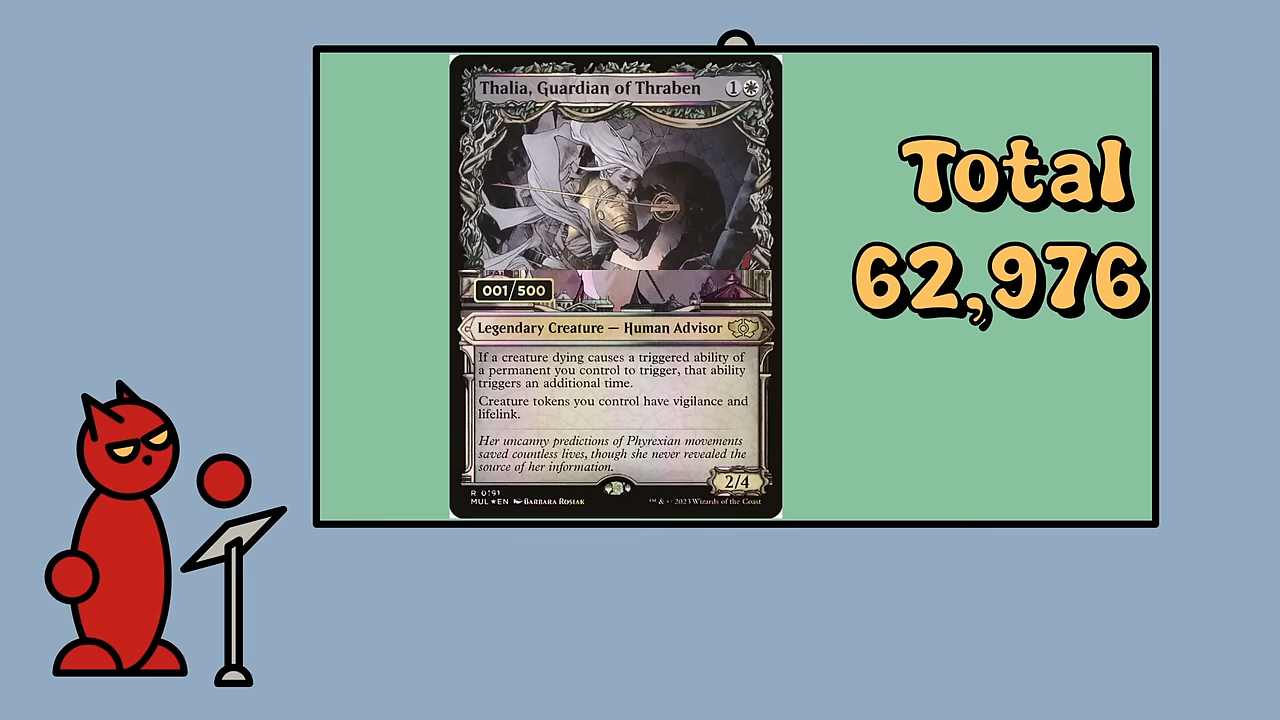 Thalia, Guardian of Thraben 1
Total
62,976
001/500
Legendary Creature — Human Advisor
If a creature dying causes a triggered ability of
a permanent you control to trigger, that ability
triggers an additional time.
Creature tokens you control have vigilance and
lifelink.
Her uncanny predictions of Phyrexian movements
saved countless lives, though she never revealed the
source of her information.
2/4
R 0191
MUL ★ EN Barbara Rosiak
™ & © 2023 Wizards of the Coast